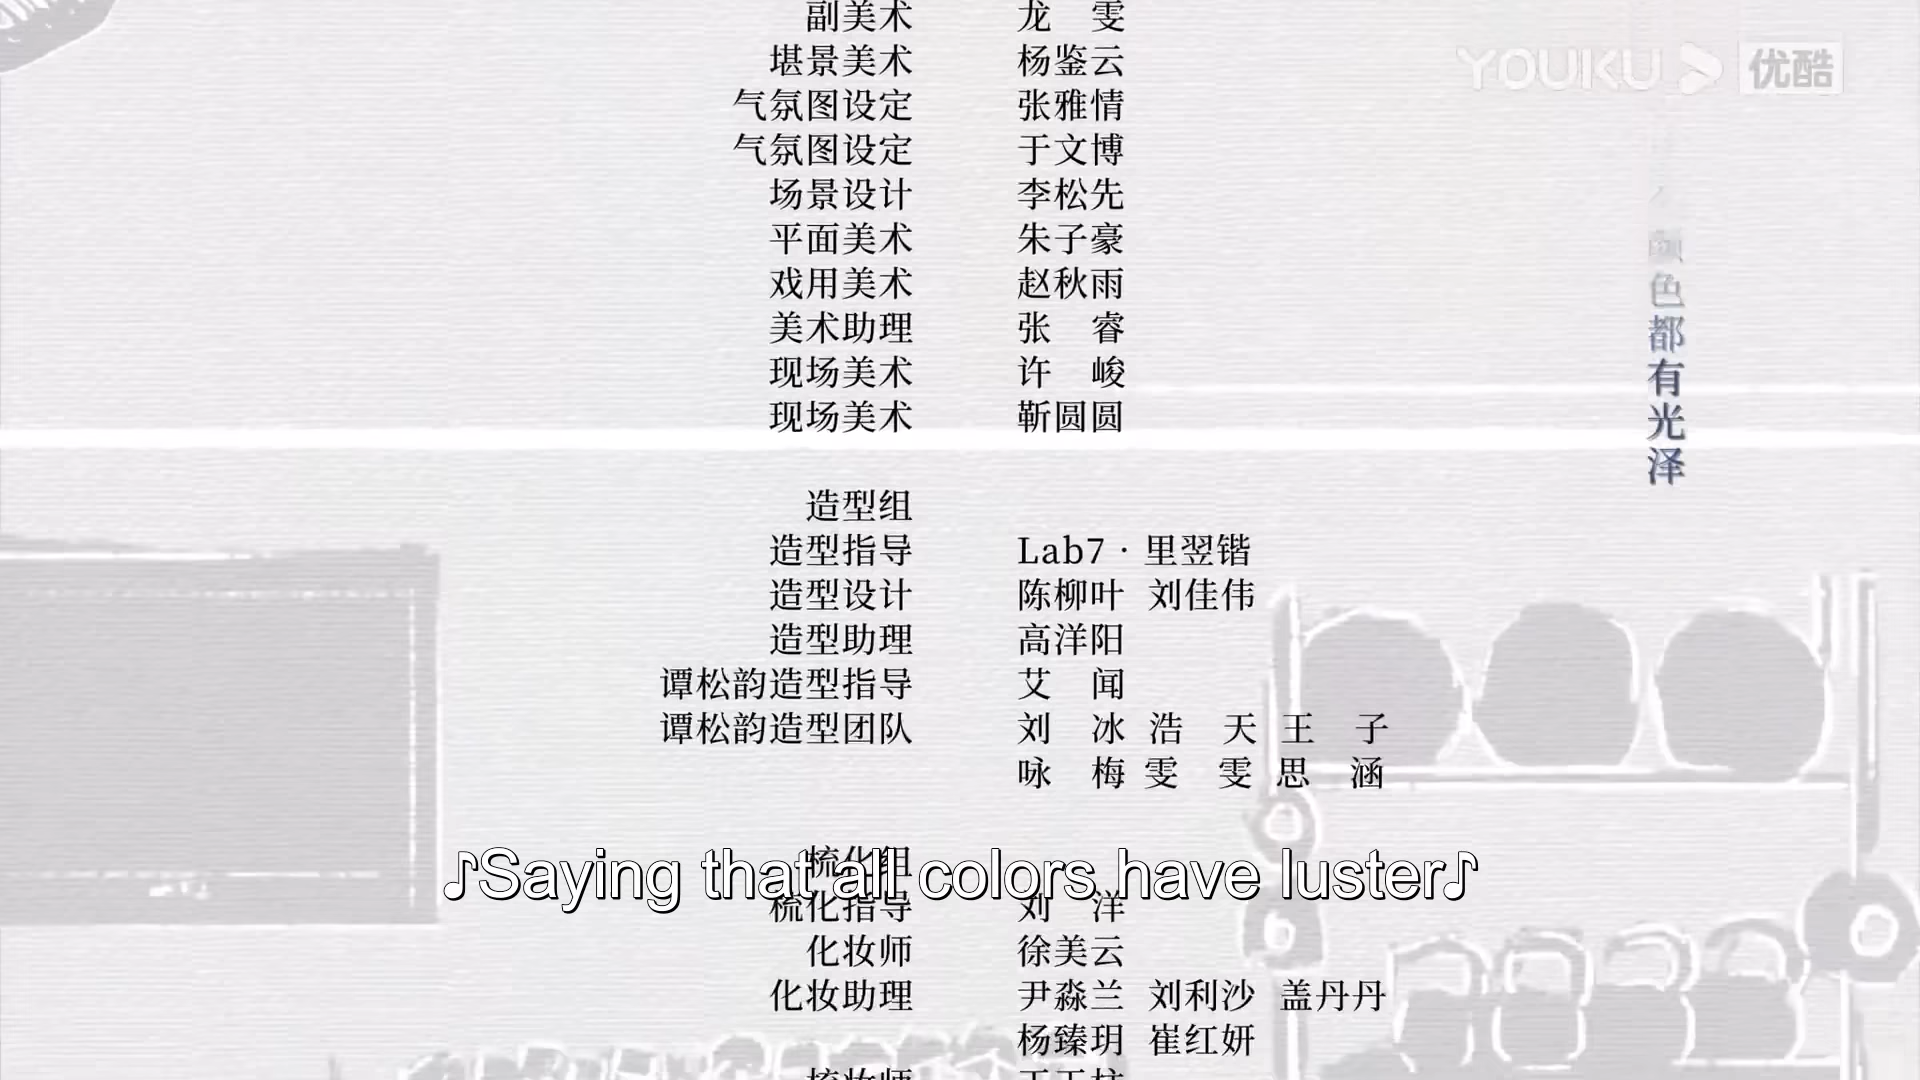 副美术 龙 雯
堪景美术 杨鉴云
气氛图设定 张雅情
气氛图设定 于文博
场景设计 李松先
平面美术 朱子豪
戏用美术 赵秋雨
美术助理 张 睿
现场美术 许 峻
现场美术 靳圆圆
造型组
造型指导 Lab7 · 里翌锴
造型设计 陈柳叶 刘佳伟
造型助理 高洋阳
谭松韵造型指导 艾 闻
谭松韵造型团队 刘 冰 浩 天 王 子
咏 梅 雯 雯 思 涵
梳化组
♪Saying that all colors have luster♪
梳化指导 刘 洋
化妆师 徐美云
化妆助理 尹淼兰 刘利沙 盖丹丹
杨臻玥 崔红妍
YOUKU 优酷
颜色都有光泽